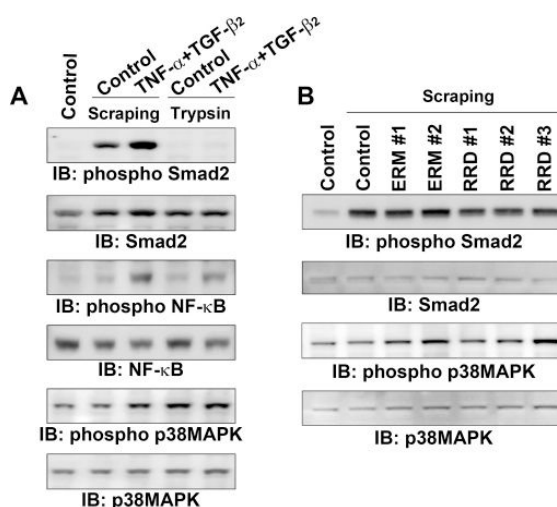 A
Control
Control
TNF-α+TGF-β₂
Control
TNF-α+TGF-β₂
Scraping
Trypsin
IB: phospho Smad2
IB: Smad2
IB: phospho NF-κB
IB: NF-κB
IB: phospho p38MAPK
IB: p38MAPK
B
Scraping
Control
Control
ERM #1
ERM #2
RRD #1
RRD #2
RRD #3
IB: phospho Smad2
IB: Smad2
IB: phospho p38MAPK
IB: p38MAPK